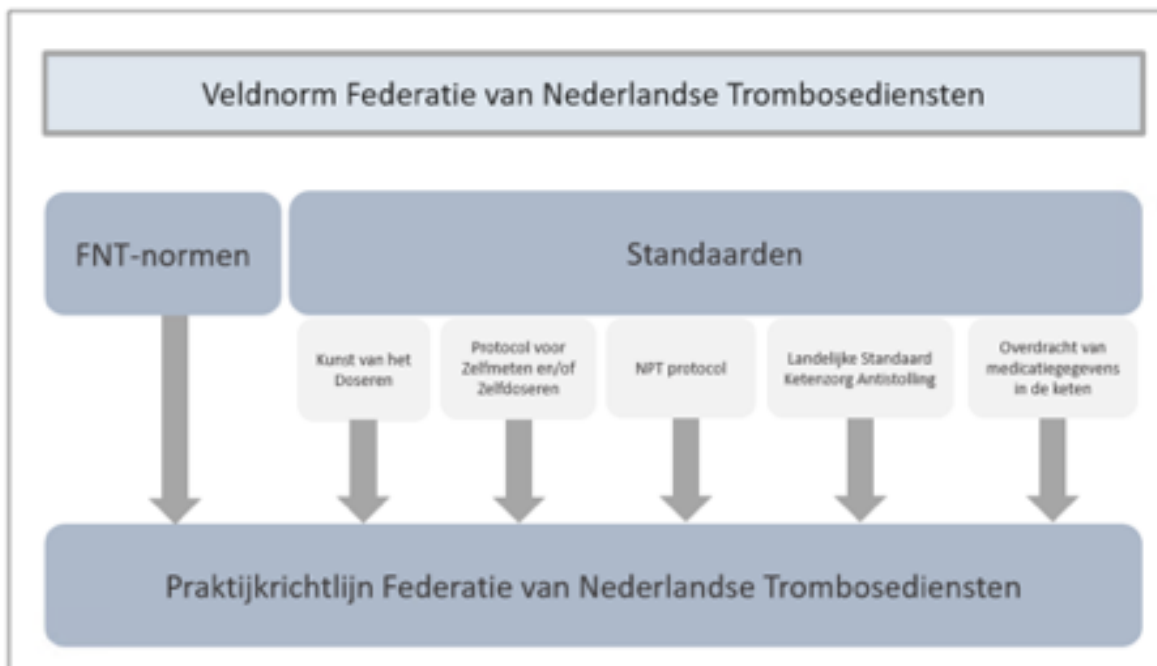 Veldnorm Federatie van Nederlandse Trombosediensten
FNT-normen
Standaarden
Kunst van het
Doseren
Protocol voor
Zelfmeten en/of
Zelfdoseren
NPT protocol
Landelijke Standaard
Ketenzorg Antistolling
Overdracht van
medicatiegegevens
in de keten
Praktijkrichtlijn Federatie van Nederlandse Trombosediensten